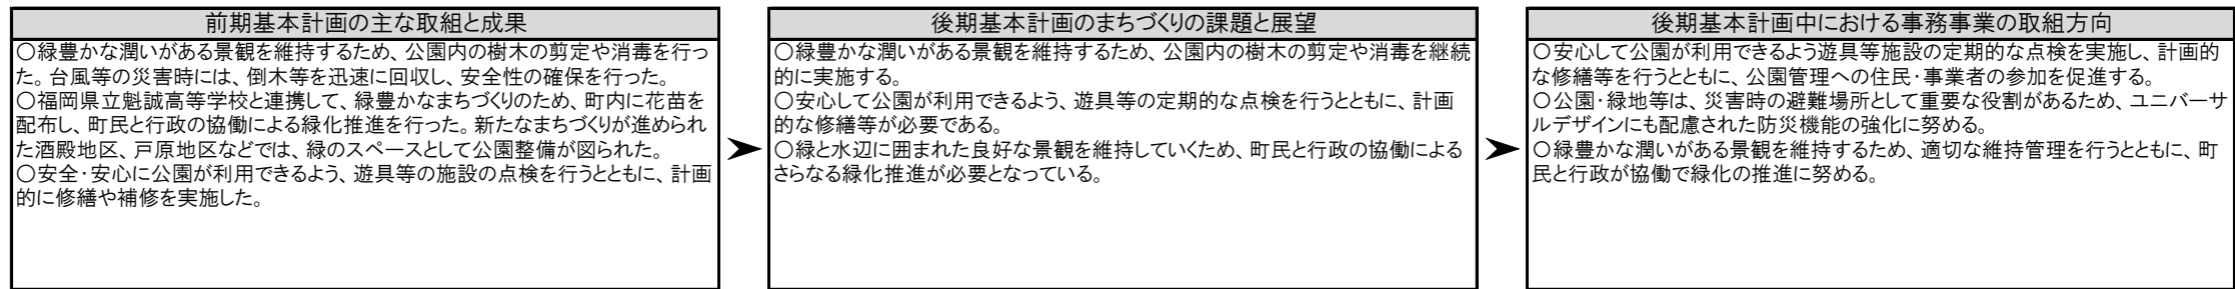 前期基本計画の主な取組と成果
○緑豊かな潤いがある景観を維持するため、公園内の樹木の剪定や消毒を行っ
た。台風等の災害時には、倒木等を迅速に回収し、安全性の確保を行った。
○福岡県立魁誠高等学校と連携して、緑豊かなまちづくりのため、町内に花苗を
配布し、町民と行政の協働による緑化推進を行った。新たなまちづくりが進められ
た酒殿地区、戸原地区などでは、緑のスペースとして公園整備が図られた。
○安全・安心に公園が利用できるよう、遊具等の施設の点検を行うとともに、計画
的に修繕や補修を実施した。
後期基本計画のまちづくりの課題と展望
○緑豊かな潤いがある景観を維持するため、公園内の樹木の剪定や消毒を継続
的に実施する。
○安心して公園が利用できるよう、遊具等の定期的な点検を行うとともに、計画
的な修繕等が必要である。
○緑と水辺に囲まれた良好な景観を維持していくため、町民と行政の協働による
さらなる緑化推進が必要となっている。
後期基本計画中における事務事業の取組方向
○安心して公園が利用できるよう遊具等施設の定期的な点検を実施し、計画的
な修繕等を行うとともに、公園管理への住民・事業者の参加を促進する。
○公園・緑地等は、災害時の避難場所として重要な役割があるため、ユニバーサ
ルデザインにも配慮された防災機能の強化に努める。
○緑豊かな潤いがある景観を維持するため、適切な維持管理を行うとともに、町
民と行政が協働で緑化の推進に努める。